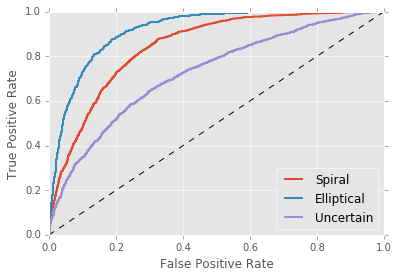 1.0
0.8
0.6
0.4
0.2
0.0
True Positive Rate
Spiral
Elliptical
Uncertain
0.0 0.2 0.4 0.6 0.8 1.0
False Positive Rate